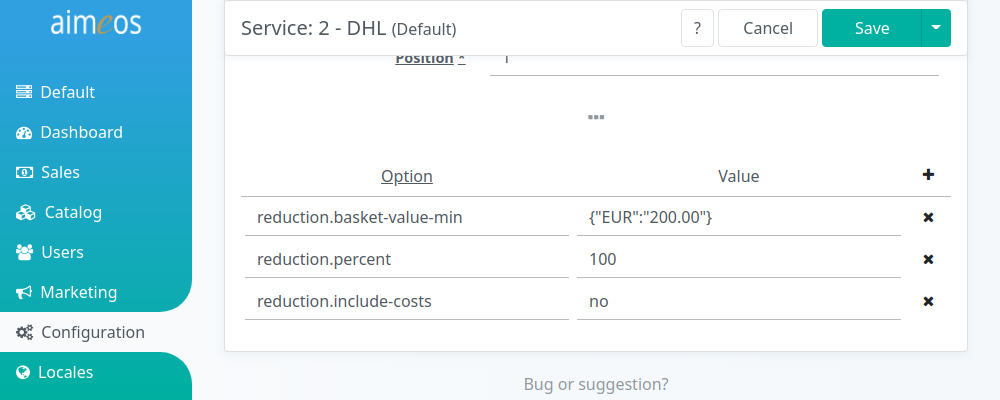 aimeos
Default
Dashboard
Sales
Catalog
Users
Marketing
Configuration
Locales
Service: 2 - DHL (Default)
?
Cancel
Save
Position *
Option
Value
reduction.basket-value-min
{"EUR":"200.00"}
reduction.percent
100
reduction.include-costs
no
Bug or suggestion?